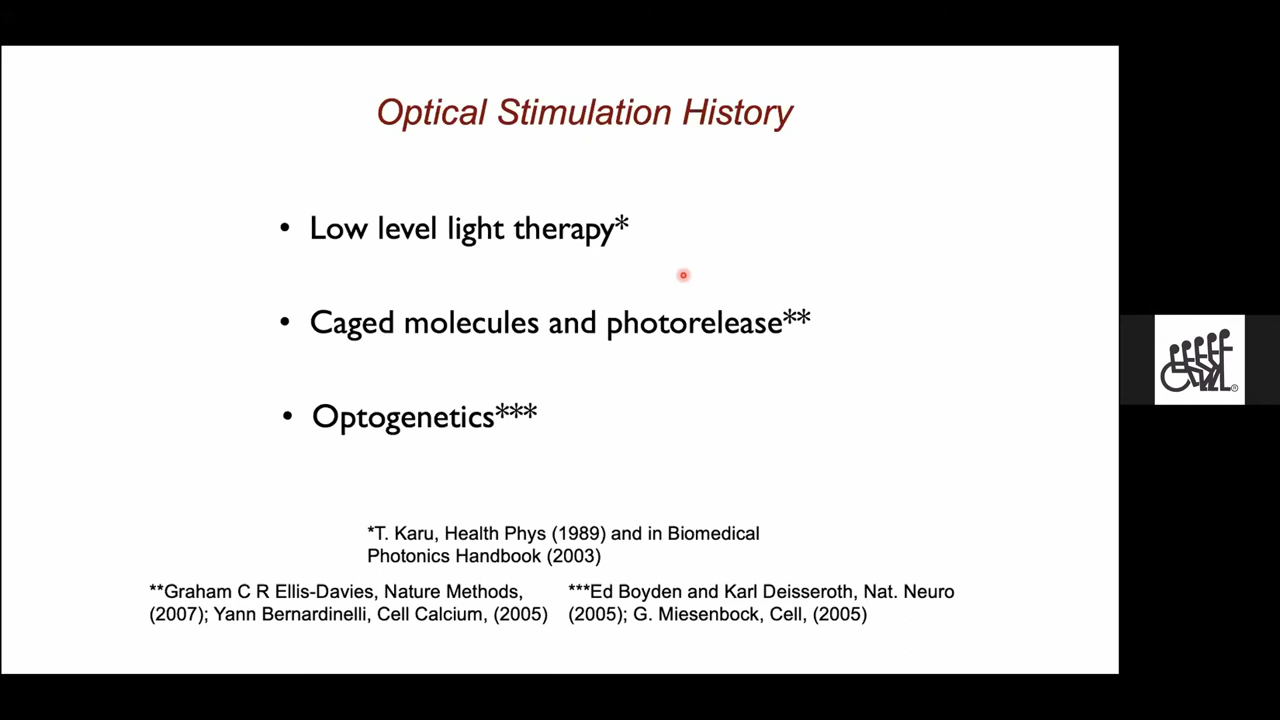 Optical Stimulation History
• Low level light therapy*
• Caged molecules and photorelease**
• Optogenetics***
*T. Karu, Health Phys (1989) and in Biomedical
Photonics Handbook (2003)
**Graham C R Ellis-Davies, Nature Methods,
(2007); Yann Bernardinelli, Cell Calcium, (2005)
***Ed Boyden and Karl Deisseroth, Nat. Neuro
(2005); G. Miesenbock, Cell, (2005)
®